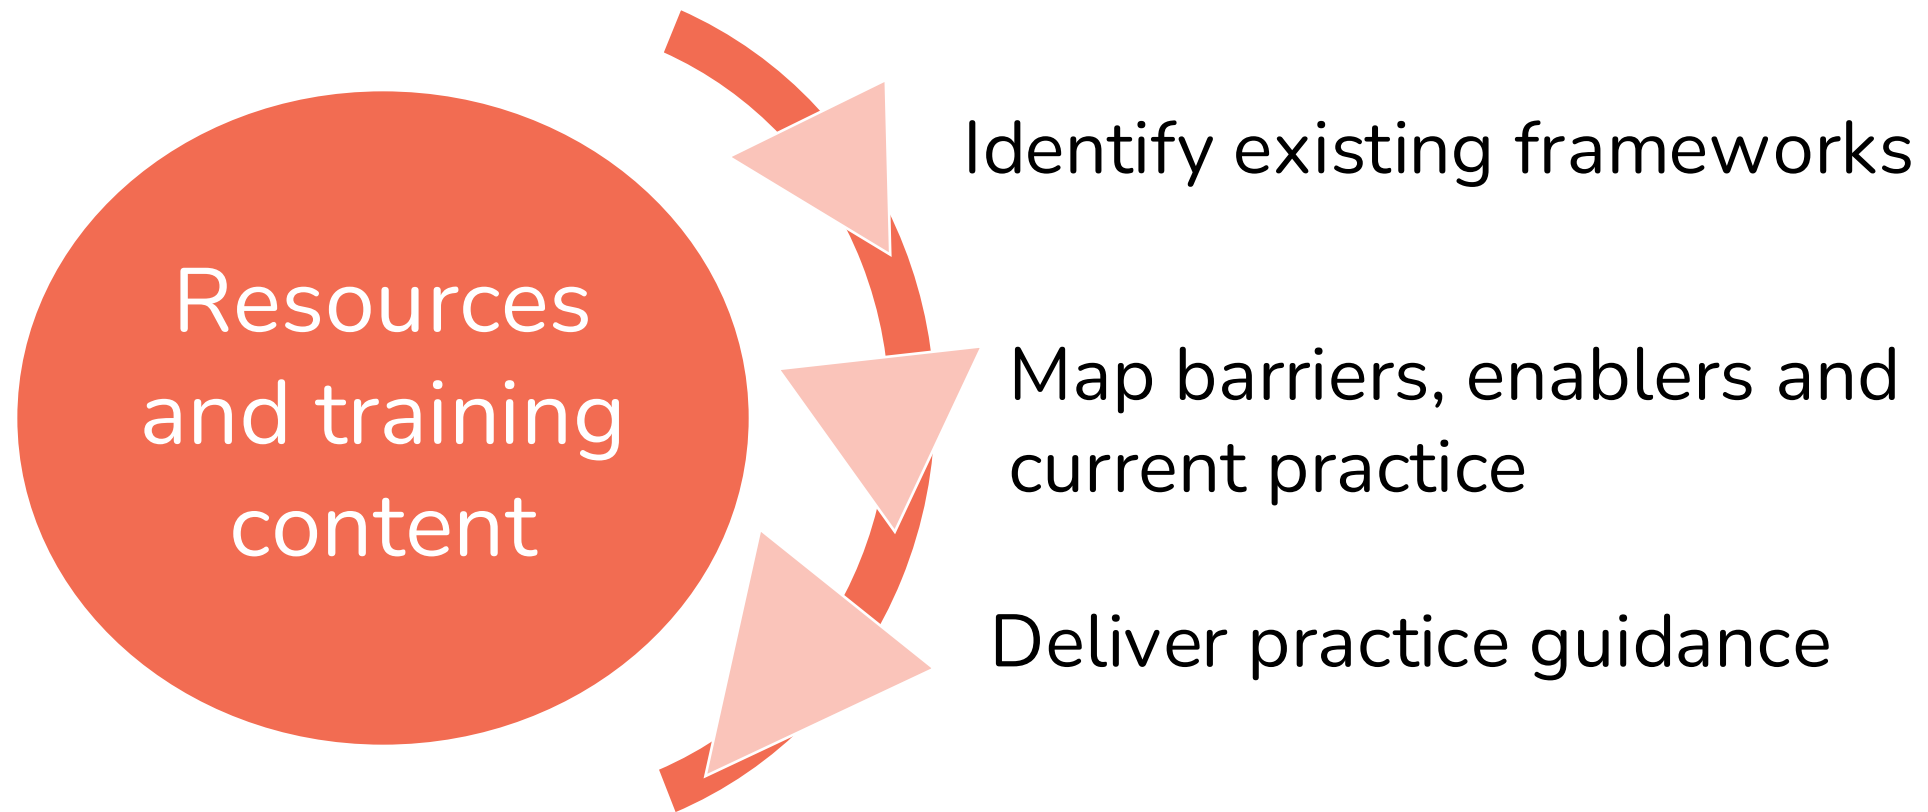 Resources
and training
content
Identify existing frameworks
Map barriers, enablers and
current practice
Deliver practice guidance